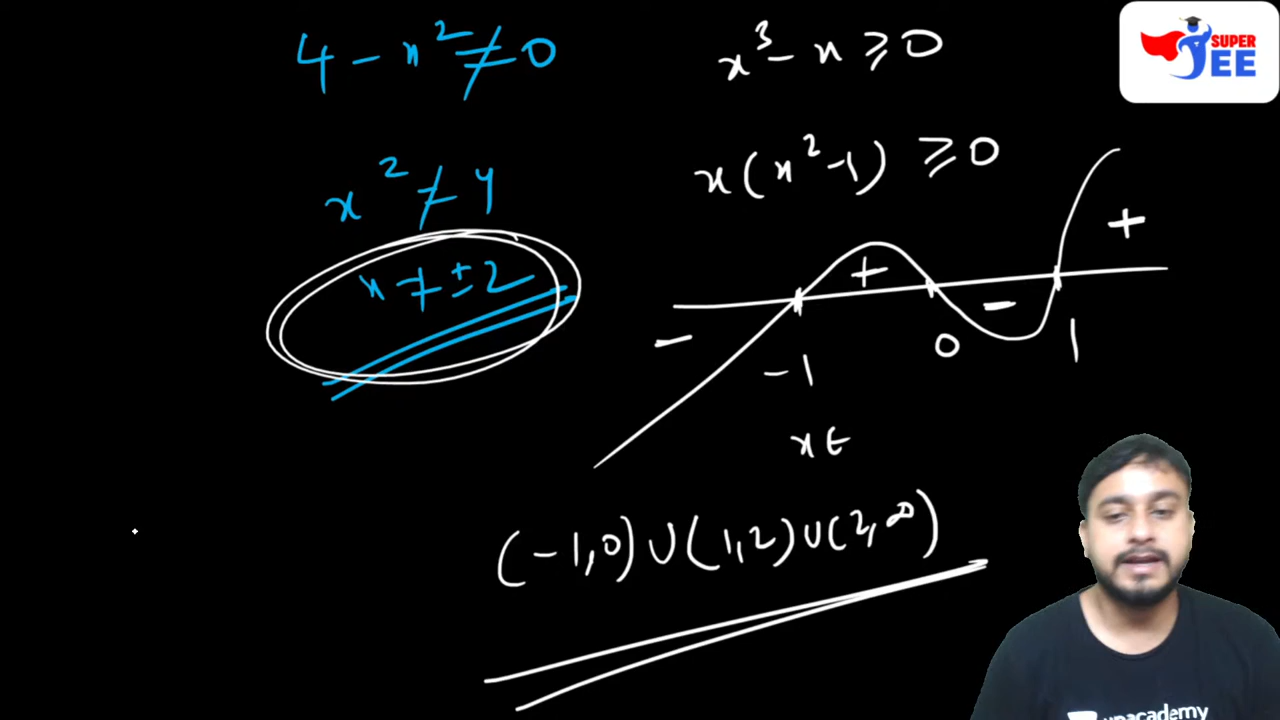 4 - x² ≠ 0
x² ≠ 4
x ≠ ±2
x³ - x ≥ 0
x(x² - 1) ≥ 0
- + - +
-1 0 1
x ∈
(-1,0) ∪ (1,2) ∪ (2,∞)
SUPER
JEE
unacademy